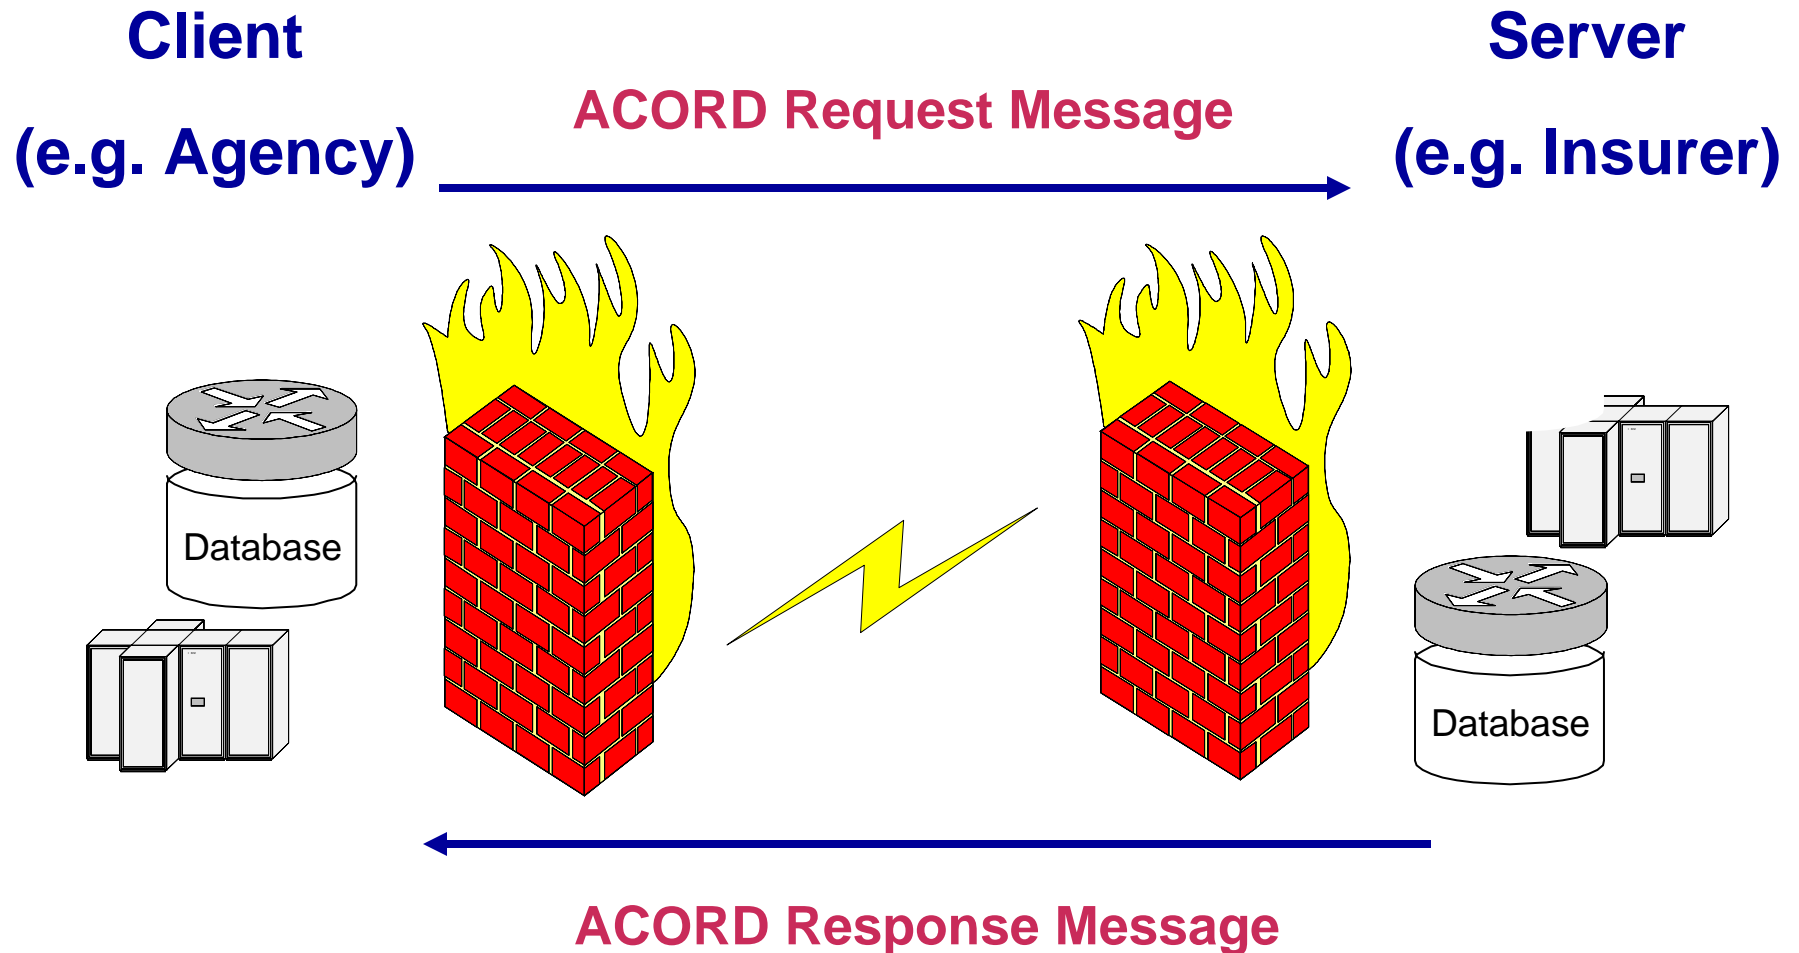 Client
(e.g. Agency)
ACORD Request Message
Server
(e.g. Insurer)
Database
Database
ACORD Response Message